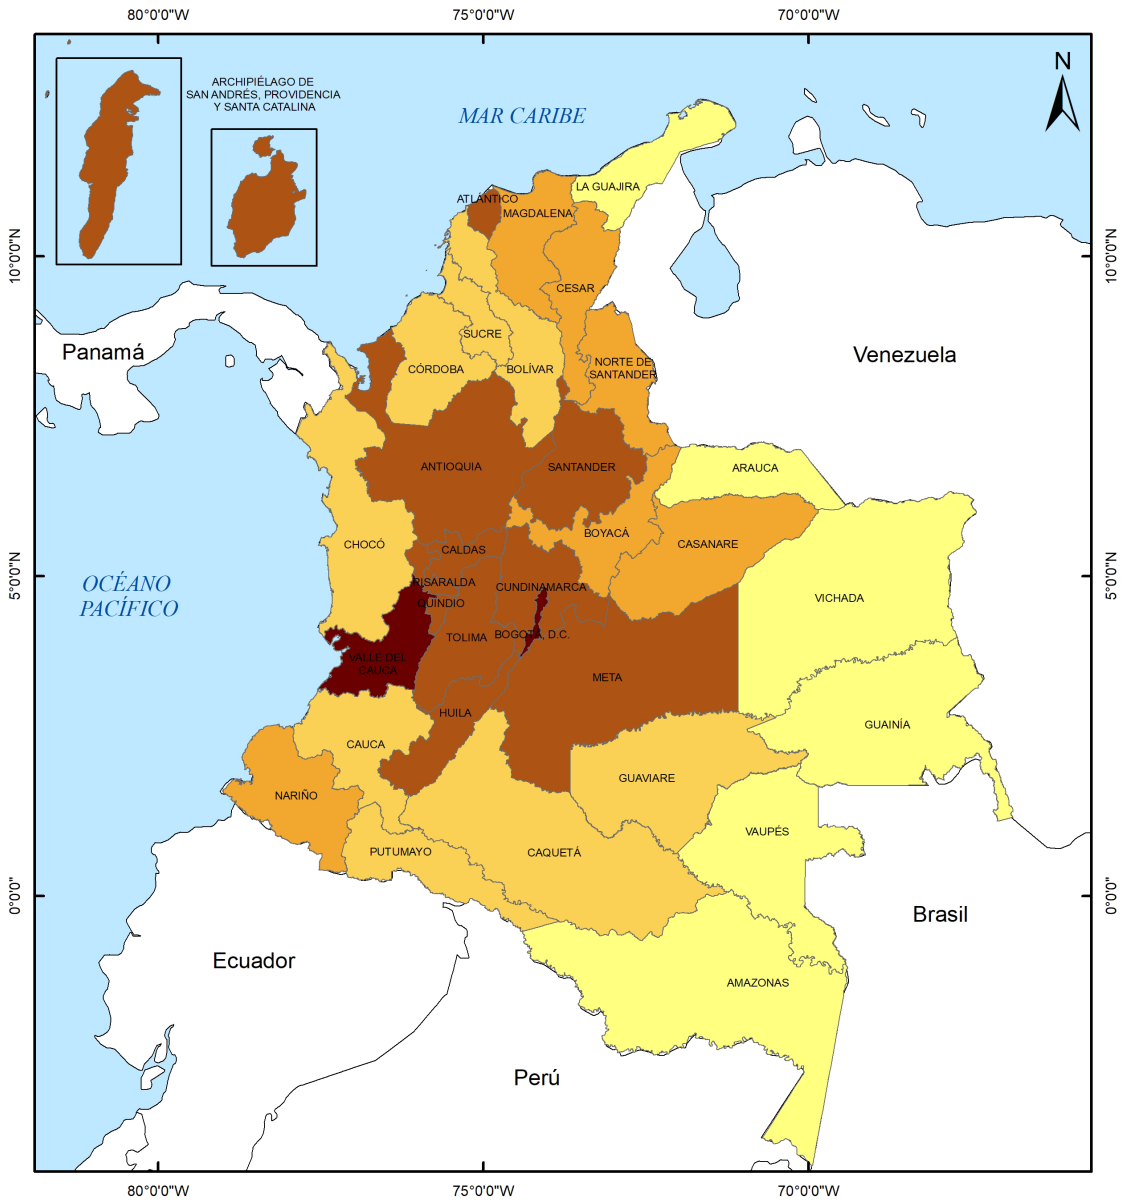 80°0'0"W
75°0'0"W
70°0'0"W
N
ARCHIPIÉLAGO DE
SAN ANDRÉS, PROVIDENCIA
Y SANTA CATALINA
MAR CARIBE
LA GUAJIRA
ATLÁNTICO
MAGDALENA
10°0'0"N
10°0'0"N
CESAR
SUCRE
Panamá
Venezuela
CÓRDOBA
BOLÍVAR
NORTE DE
SANTANDER
ANTIOQUIA
SANTANDER
ARAUCA
BOYACÁ
CHOCÓ
CALDAS
CASANARE
5°0'0"N
5°0'0"N
OCÉANO
PACÍFICO
RISARALDA
CUNDINAMARCA
QUINDIO
VICHADA
TOLIMA
BOGOTÁ, D.C.
VALLE DEL
CAUCA
META
HUILA
GUAINÍA
CAUCA
GUAVIARE
NARIÑO
VAUPÉS
PUTUMAYO
CAQUETÁ
0°0'0"
0°0'0"
Brasil
Ecuador
AMAZONAS
Perú
80°0'0"W
75°0'0"W
70°0'0"W